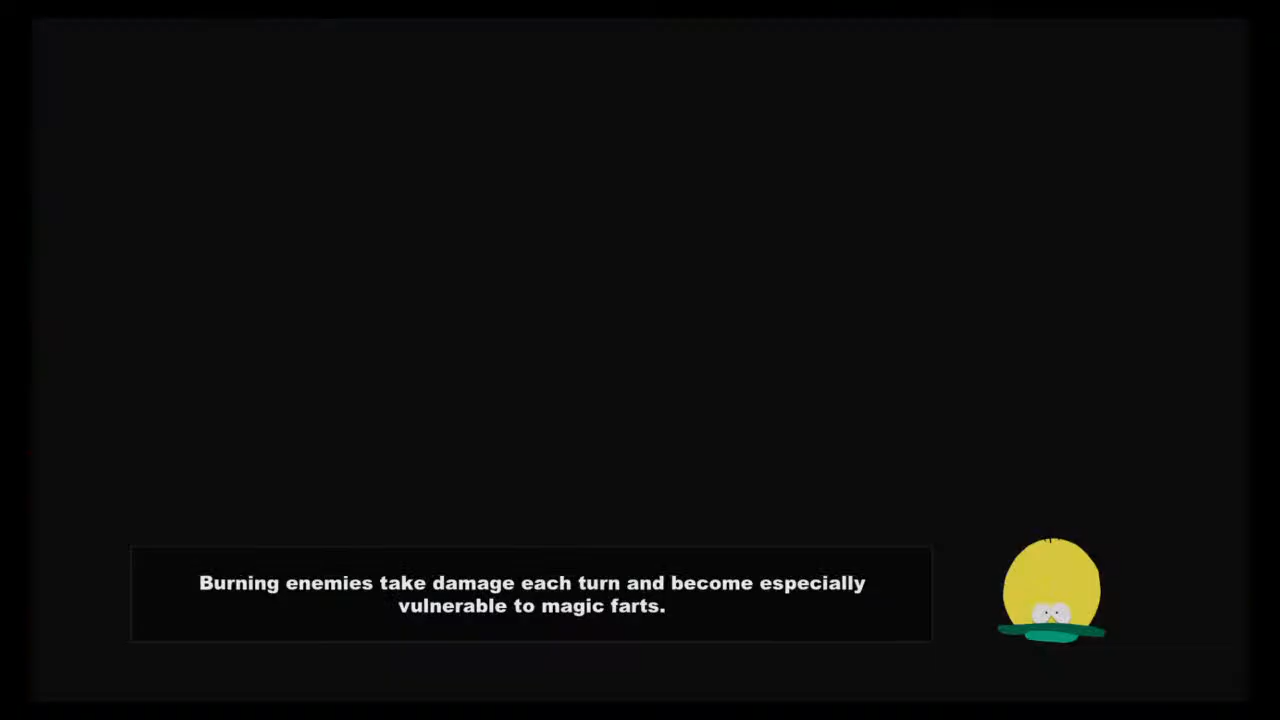 Burning enemies take damage each turn and become especially
vulnerable to magic farts.